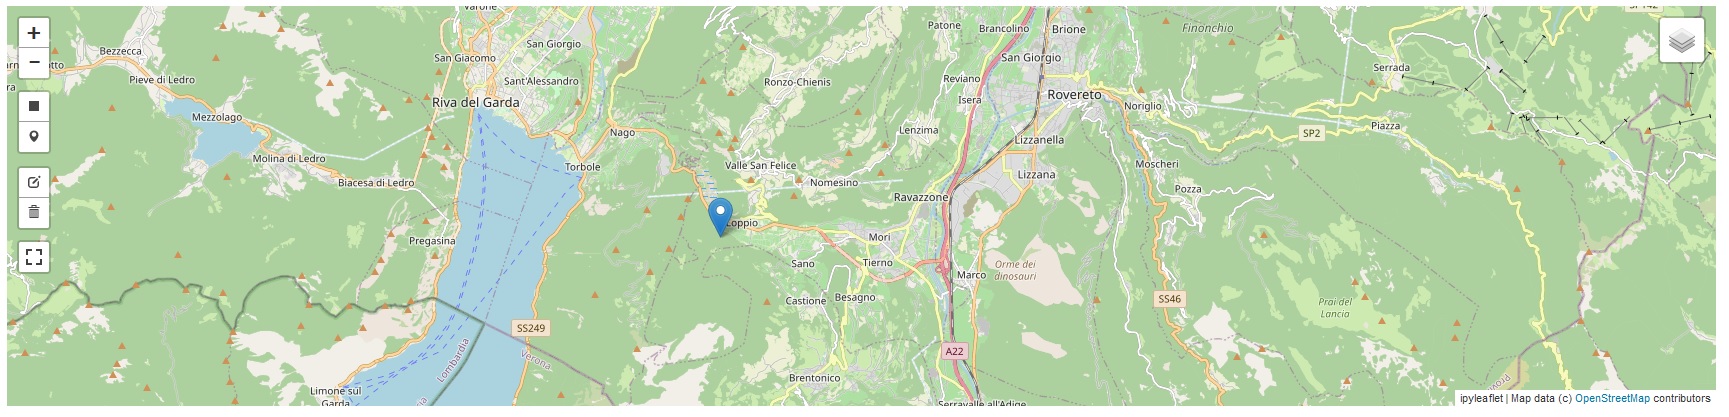 Varone
Patone
Brancolino
Brione
Finonchio
Bezzecca
San Giorgio
San Giacomo
San Giorgio
Serrada
Pieve di Ledro
Sant'Alessandro
Ronzo-Chienis
Reviano
Isera
Riva del Garda
Rovereto
Noriglio
Mezzolago
Nago
Lenzima
Lizzanella
SP2
Piazza
Molina di Ledro
Torbole
Valle San Felice
Moscheri
Biacesa di Ledro
Nomesino
Lizzana
Pozza
Ravazzone
Loppio
Pregasina
Mori
Sano
Tierno
Marco
Orme dei
dinosauri
Castione
Besagno
SS46
Prai del
Lancia
SS249
Lombardia
Verona
A22
Brentonico
Limone sul
Garda
Serravalle all'Adige
ipyleaflet | Map data (c) OpenStreetMap contributors